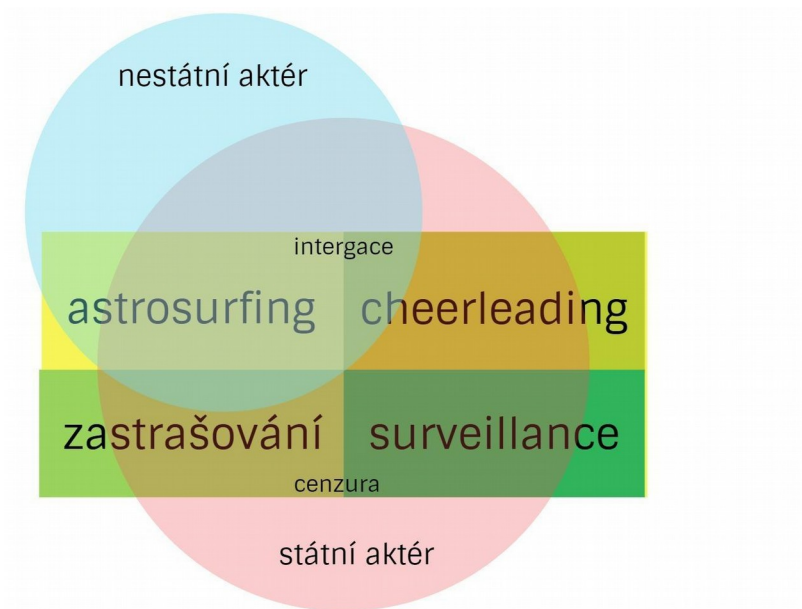 nestátní aktér
intergace
astrosurfing cheerleading
zastrašování surveillance
cenzura
státní aktér